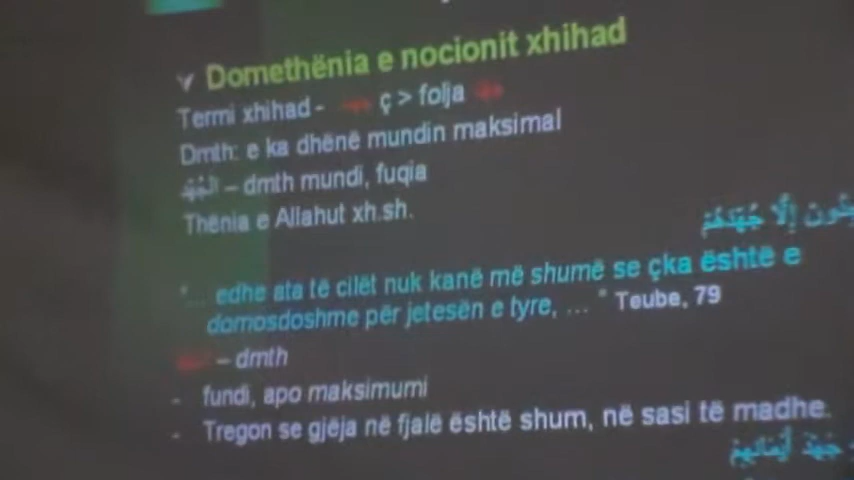 Domethënia e nocionit xhihad
Termi xhihad - ç > folja
Dmth: e ka dhënë mundin maksimal
الجُهْد – dmth mundi, fuqia
Thënia e Allahut xh.sh.
إِلَّا جُهْدَهُمْ
"... edhe ata të cilët nuk kanë më shumë se çka është e
domosdoshme për jetesën e tyre, ... " Teube, 79
– dmth
- fundi, apo maksimumi
- Tregon se gjëja në fjalë është shum, në sasi të madhe.
جَهْدَ أَيْمَانِهِمْ